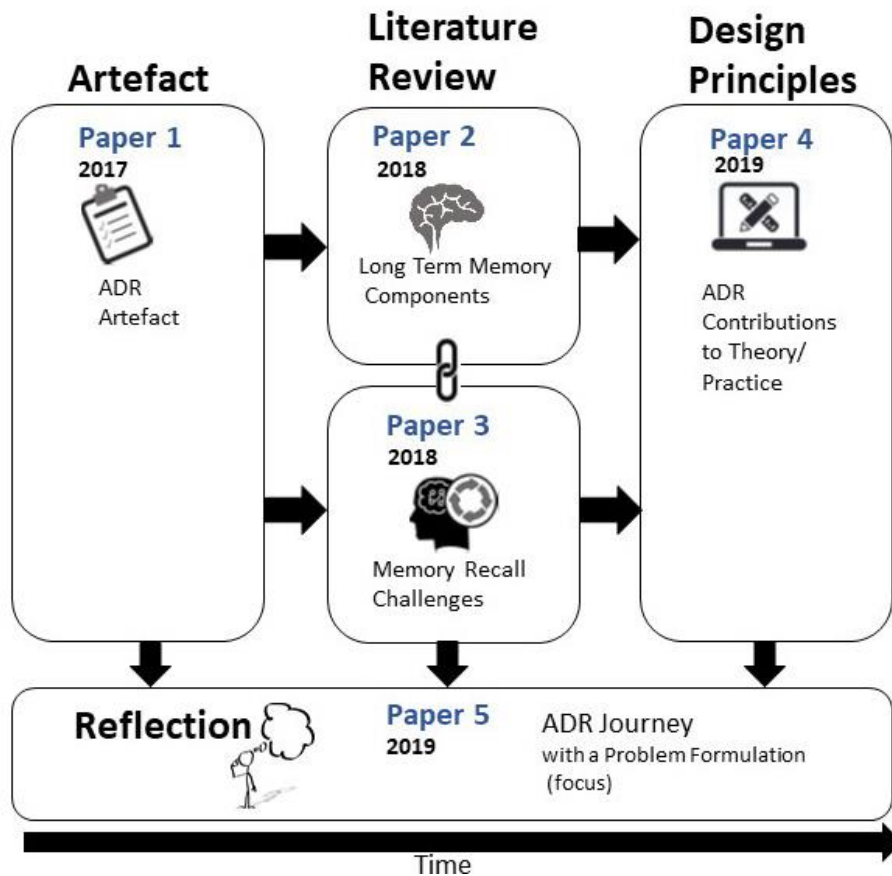 Artefact
Literature
Review
Design
Principles
Paper 1
2017
ADR
Artefact
Paper 2
2018
Long Term Memory
Components
Paper 3
2018
Memory Recall
Challenges
Paper 4
2019
ADR
Contributions
to Theory/
Practice
Reflection
Paper 5
2019
ADR Journey
with a Problem Formulation
(focus)
Time